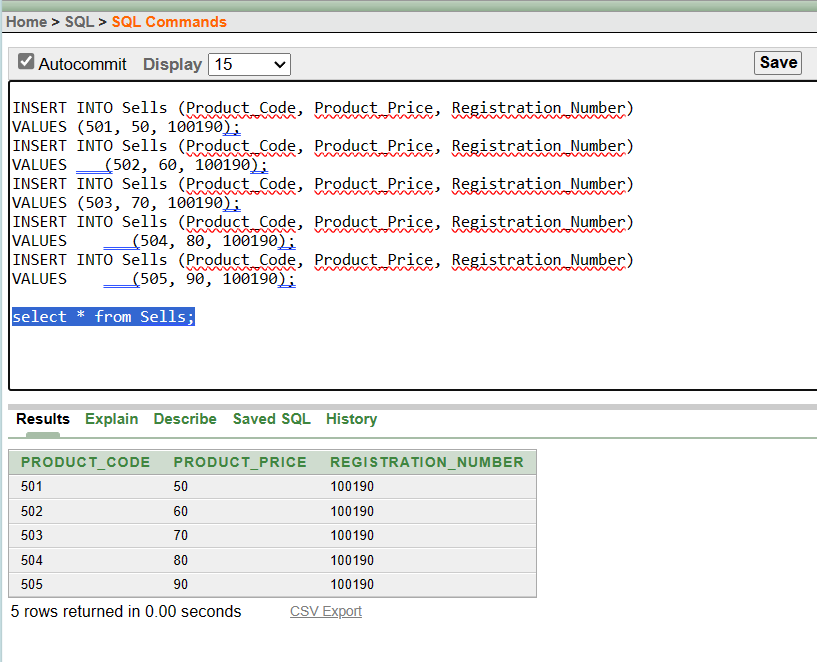 Home > SQL > SQL Commands
Autocommit Display 15 Save
INSERT INTO Sells (Product_Code, Product_Price, Registration_Number)
VALUES (501, 50, 100190);
INSERT INTO Sells (Product_Code, Product_Price, Registration_Number)
VALUES   (502, 60, 100190);
INSERT INTO Sells (Product_Code, Product_Price, Registration_Number)
VALUES (503, 70, 100190);
INSERT INTO Sells (Product_Code, Product_Price, Registration_Number)
VALUES    (504, 80, 100190);
INSERT INTO Sells (Product_Code, Product_Price, Registration_Number)
VALUES    (505, 90, 100190);
select * from Sells;
Results Explain Describe Saved SQL History
PRODUCT_CODE PRODUCT_PRICE REGISTRATION_NUMBER
501 50 100190
502 60 100190
503 70 100190
504 80 100190
505 90 100190
5 rows returned in 0.00 seconds CSV Export